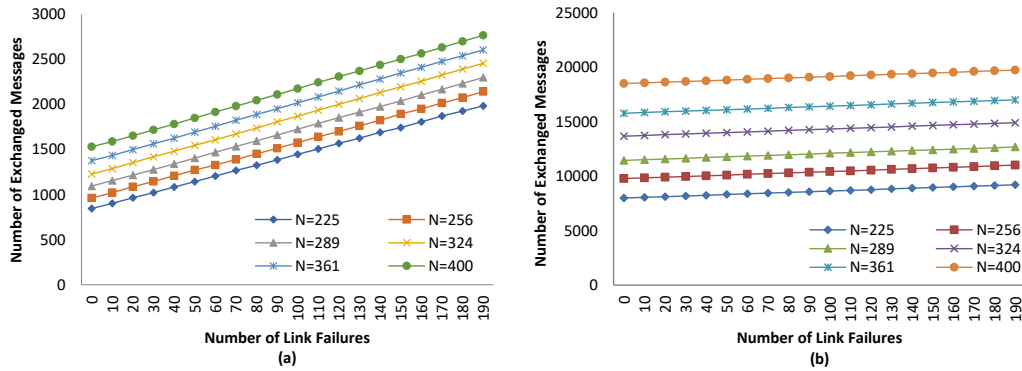 3000
2500
2000
1500
1000
500
0
Number of Exchanged Messages
N=225 N=256
N=289 N=324
N=361 N=400
0 10 20 30 40 50 60 70 80 90 100 110 120 130 140 150 160 170 180 190
Number of Link Failures
(a)
25000
20000
15000
10000
5000
0
Number of Exchanged Messages
N=225 N=256
N=289 N=324
N=361 N=400
0 10 20 30 40 50 60 70 80 90 100 110 120 130 140 150 160 170 180 190
Number of Link Failures
(b)